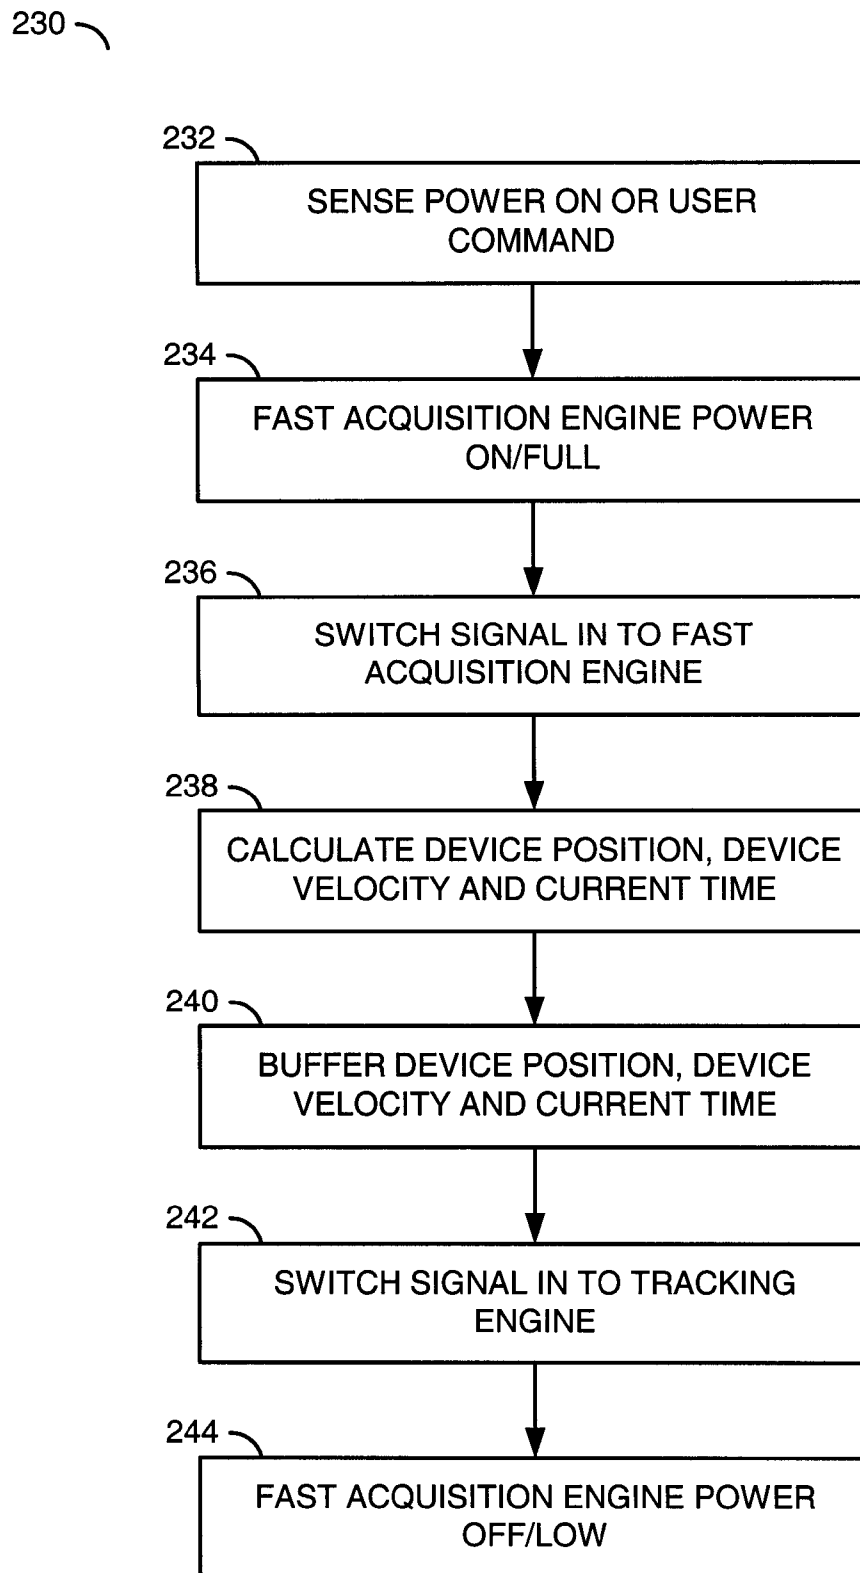 230
232
SENSE POWER ON OR USER
COMMAND
234
FAST ACQUISITION ENGINE POWER
ON/FULL
236
SWITCH SIGNAL IN TO FAST
ACQUISITION ENGINE
238
CALCULATE DEVICE POSITION, DEVICE
VELOCITY AND CURRENT TIME
240
BUFFER DEVICE POSITION, DEVICE
VELOCITY AND CURRENT TIME
242
SWITCH SIGNAL IN TO TRACKING
ENGINE
244
FAST ACQUISITION ENGINE POWER
OFF/LOW